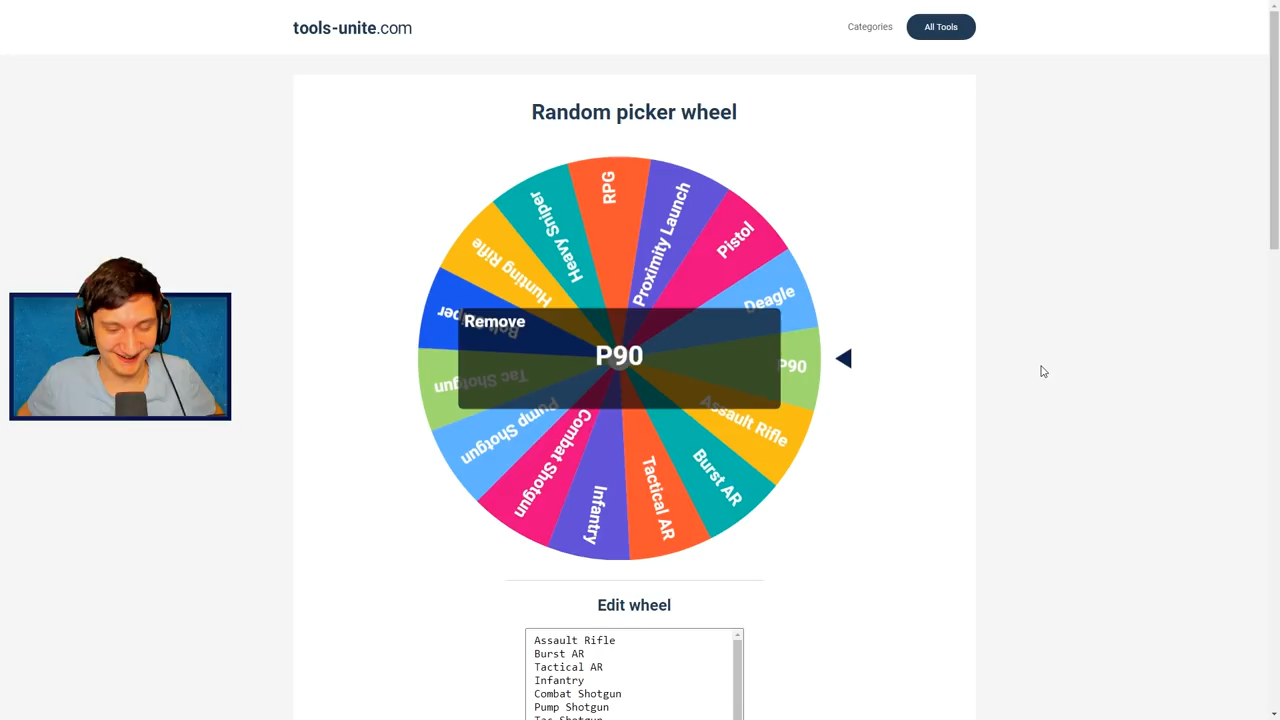 tools-unite.com
Categories
All Tools
Random picker wheel
RPG
Proximity Launch
Pistol
Deagle
P90
Assault Rifle
Burst AR
Tactical AR
Infantry
Combat Shotgun
Pump Shotgun
Tac Shotgun
Hunting Rifle
Heavy Sniper
Remove
P90
Edit wheel
Assault Rifle
Burst AR
Tactical AR
Infantry
Combat Shotgun
Pump Shotgun